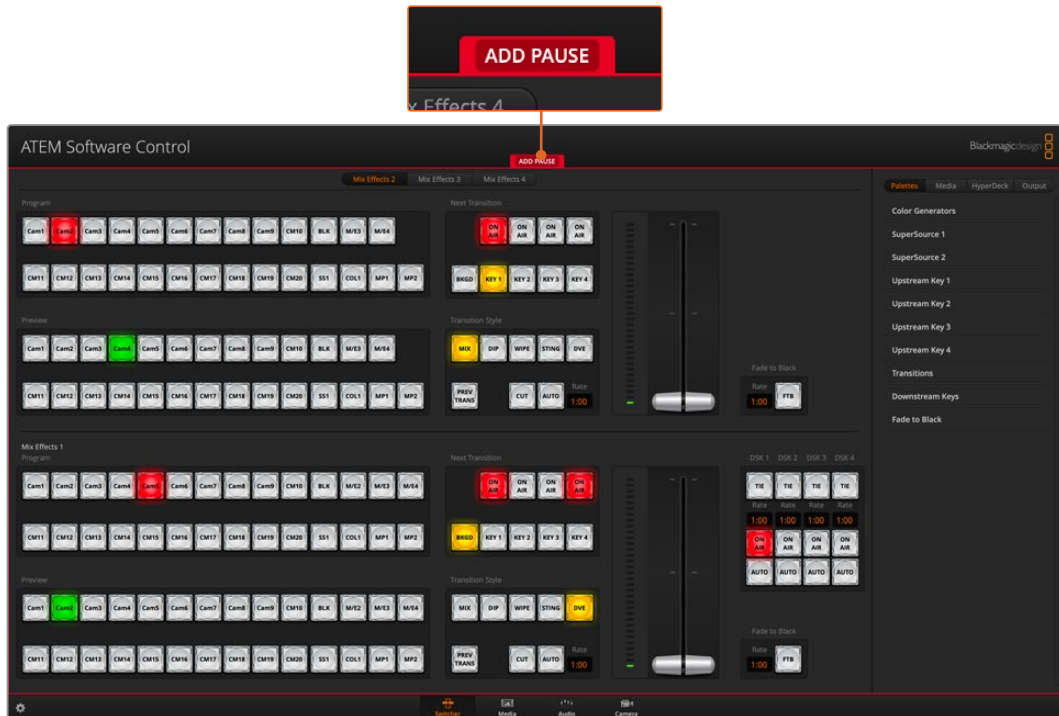 ADD PAUSE
Mix Effects 4
ATEM Software Control
Blackmagicdesign
ADD PAUSE
Mix Effects 2 Mix Effects 3 Mix Effects 4
Palettes Media HyperDeck Output
Program
Next Transition
Cam1 Cam2 Cam3 Cam4 Cam5 Cam6 Cam7 Cam8 Cam9 CM10 BLK M/E3 M/E4
ON AIR ON AIR ON AIR ON AIR
CM11 CM12 CM13 CM14 CM15 CM16 CM17 CM18 CM19 CM20 SS1 COL1 MP1 MP2
BKGD KEY 1 KEY 2 KEY 3 KEY 4
Preview
Transition Style
Cam1 Cam2 Cam3 Cam4 Cam5 Cam6 Cam7 Cam8 Cam9 CM10 BLK M/E3 M/E4
MIX DIP WIPE STING DVE
CM11 CM12 CM13 CM14 CM15 CM16 CM17 CM18 CM19 CM20 SS1 COL1 MP1 MP2
PREV TRANS CUT AUTO Rate 1:00
Fade to Black
Rate 1:00 FTB
Color Generators
SuperSource 1
SuperSource 2
Upstream Key 1
Upstream Key 2
Upstream Key 3
Upstream Key 4
Transitions
Downstream Keys
Fade to Black
Mix Effects 1
Program
Next Transition
DSK 1 DSK 2 DSK 3 DSK 4
Cam1 Cam2 Cam3 Cam4 Cam5 Cam6 Cam7 Cam8 Cam9 CM10 BLK M/E2 M/E3 M/E4
ON AIR ON AIR ON AIR ON AIR
TIE TIE TIE TIE
Rate Rate Rate Rate
1:00 1:00 1:00 1:00
CM11 CM12 CM13 CM14 CM15 CM16 CM17 CM18 CM19 CM20 SS1 COL1 MP1 MP2
BKGD KEY 1 KEY 2 KEY 3 KEY 4
ON AIR ON AIR ON AIR ON AIR
AUTO AUTO AUTO AUTO
Preview
Transition Style
Cam1 Cam2 Cam3 Cam4 Cam5 Cam6 Cam7 Cam8 Cam9 CM10 BLK M/E2 M/E3 M/E4
MIX DIP WIPE STING DVE
CM11 CM12 CM13 CM14 CM15 CM16 CM17 CM18 CM19 CM20 SS1 COL1 MP1 MP2
PREV TRANS CUT AUTO Rate 1:00
Fade to Black
Rate 1:00 FTB
Switcher Media Audio Camera